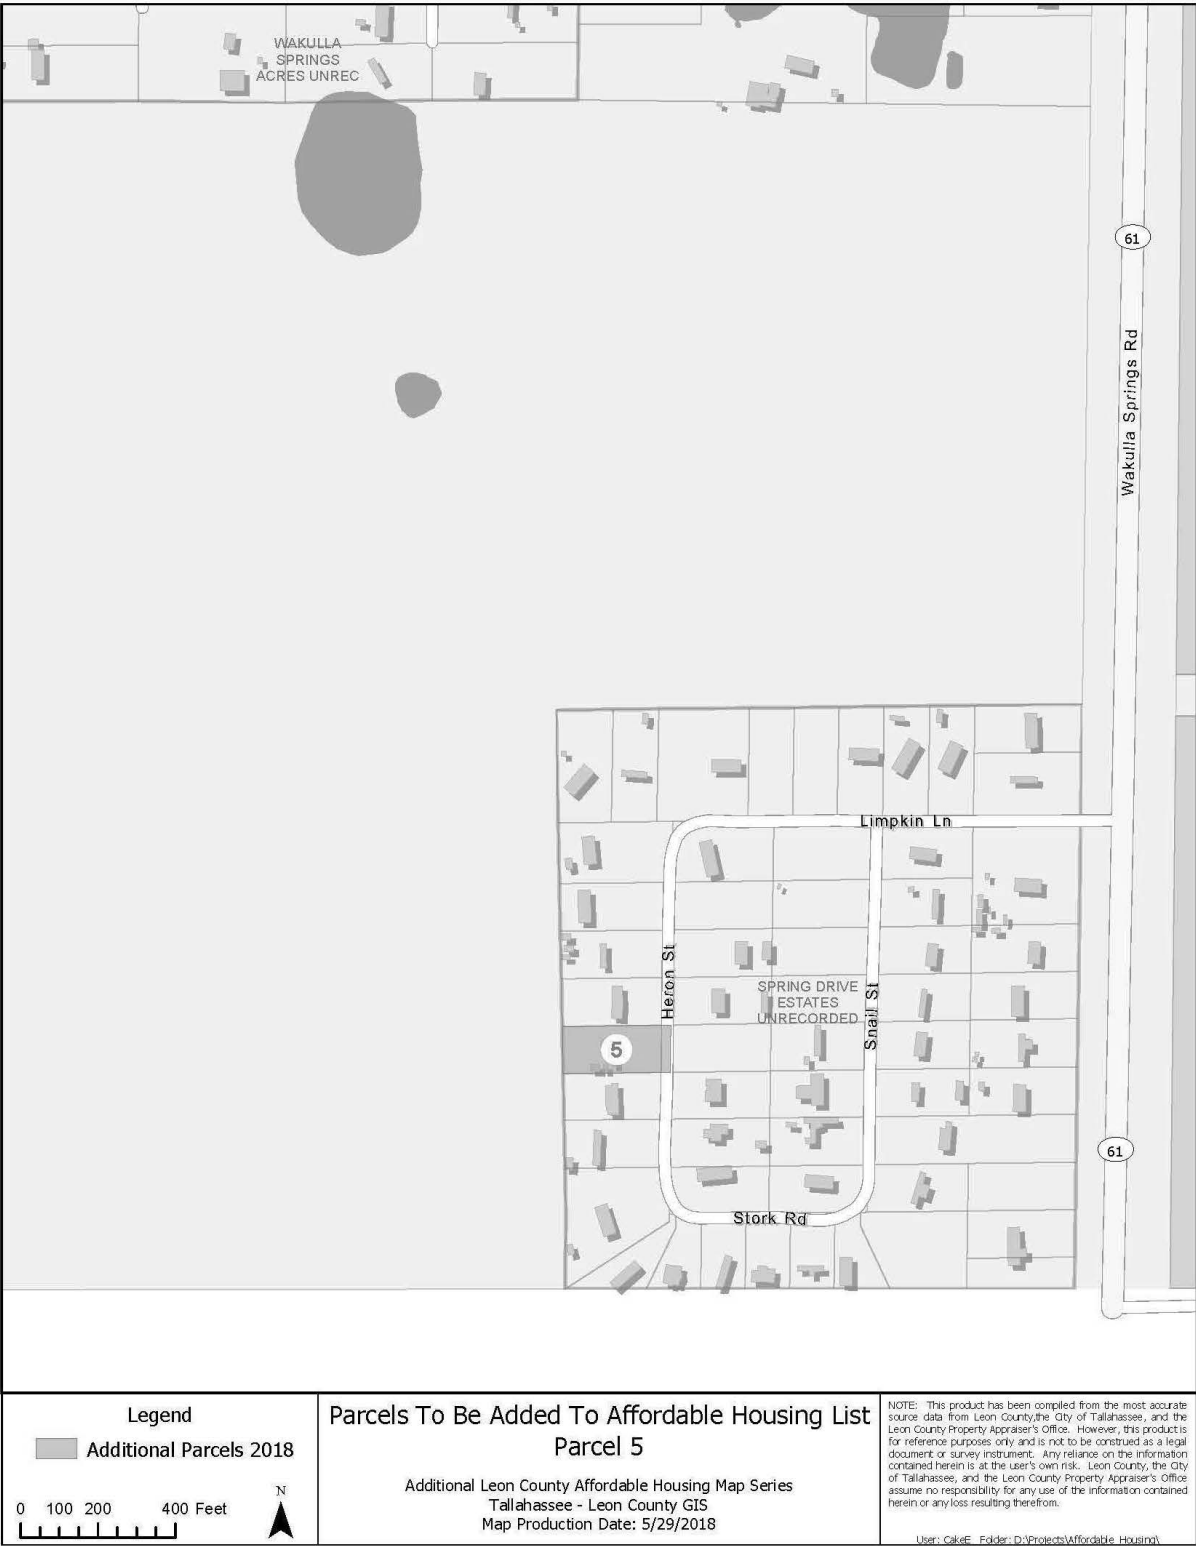 WAKULLA
SPRINGS
ACRES UNREC
61
Wakulla Springs Rd
Limpkin Ln
Heron St
SPRING DRIVE
ESTATES
UNRECORDED
Snail St
5
61
Stork Rd
Legend
Additional Parcels 2018
0 100 200 400 Feet
N
Parcels To Be Added To Affordable Housing List
Parcel 5
Additional Leon County Affordable Housing Map Series
Tallahassee - Leon County GIS
Map Production Date: 5/29/2018
NOTE: This product has been compiled from the most accurate
source data from Leon County,the City of Tallahassee, and the
Leon County Property Appraiser's Office. However, this product is
for reference purposes only and is not to be construed as a legal
document or survey instrument. Any reliance on the information
contained herein is at the user's own risk. Leon County, the City
of Tallahassee, and the Leon County Property Appraiser's Office
assume no responsibility for any use of the information contained
herein or any loss resulting therefrom.
User: CakeE Folder: D:\Projects\Affordable_Housing\